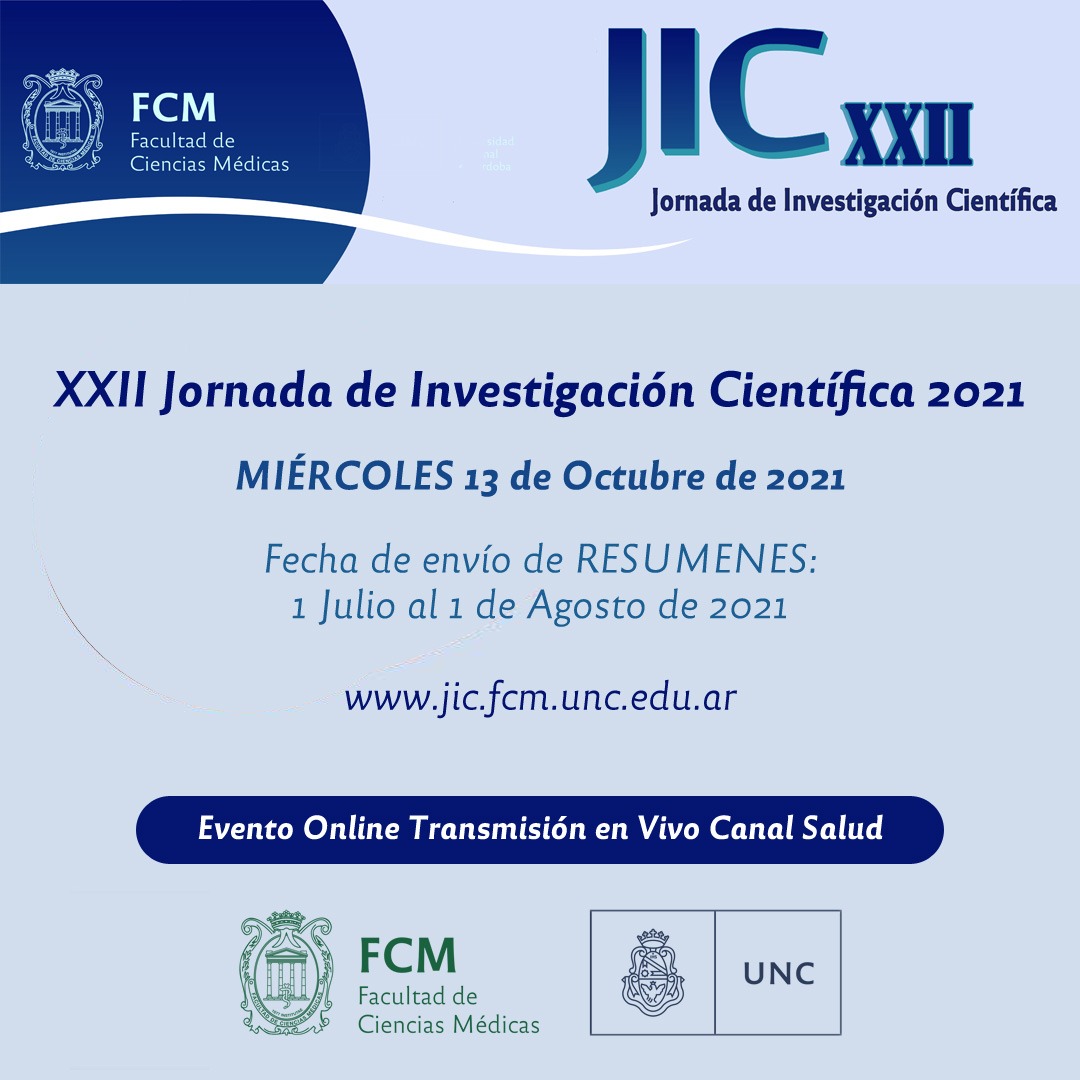 FCM
Facultad de
Ciencias Médicas
JIC XXII
Jornada de Investigación Científica
XXII Jornada de Investigación Científica 2021
MIÉRCOLES 13 de Octubre de 2021
Fecha de envío de RESUMENES:
1 Julio al 1 de Agosto de 2021
www.jic.fcm.unc.edu.ar
Evento Online Transmisión en Vivo Canal Salud
FCM
Facultad de
Ciencias Médicas
UNC